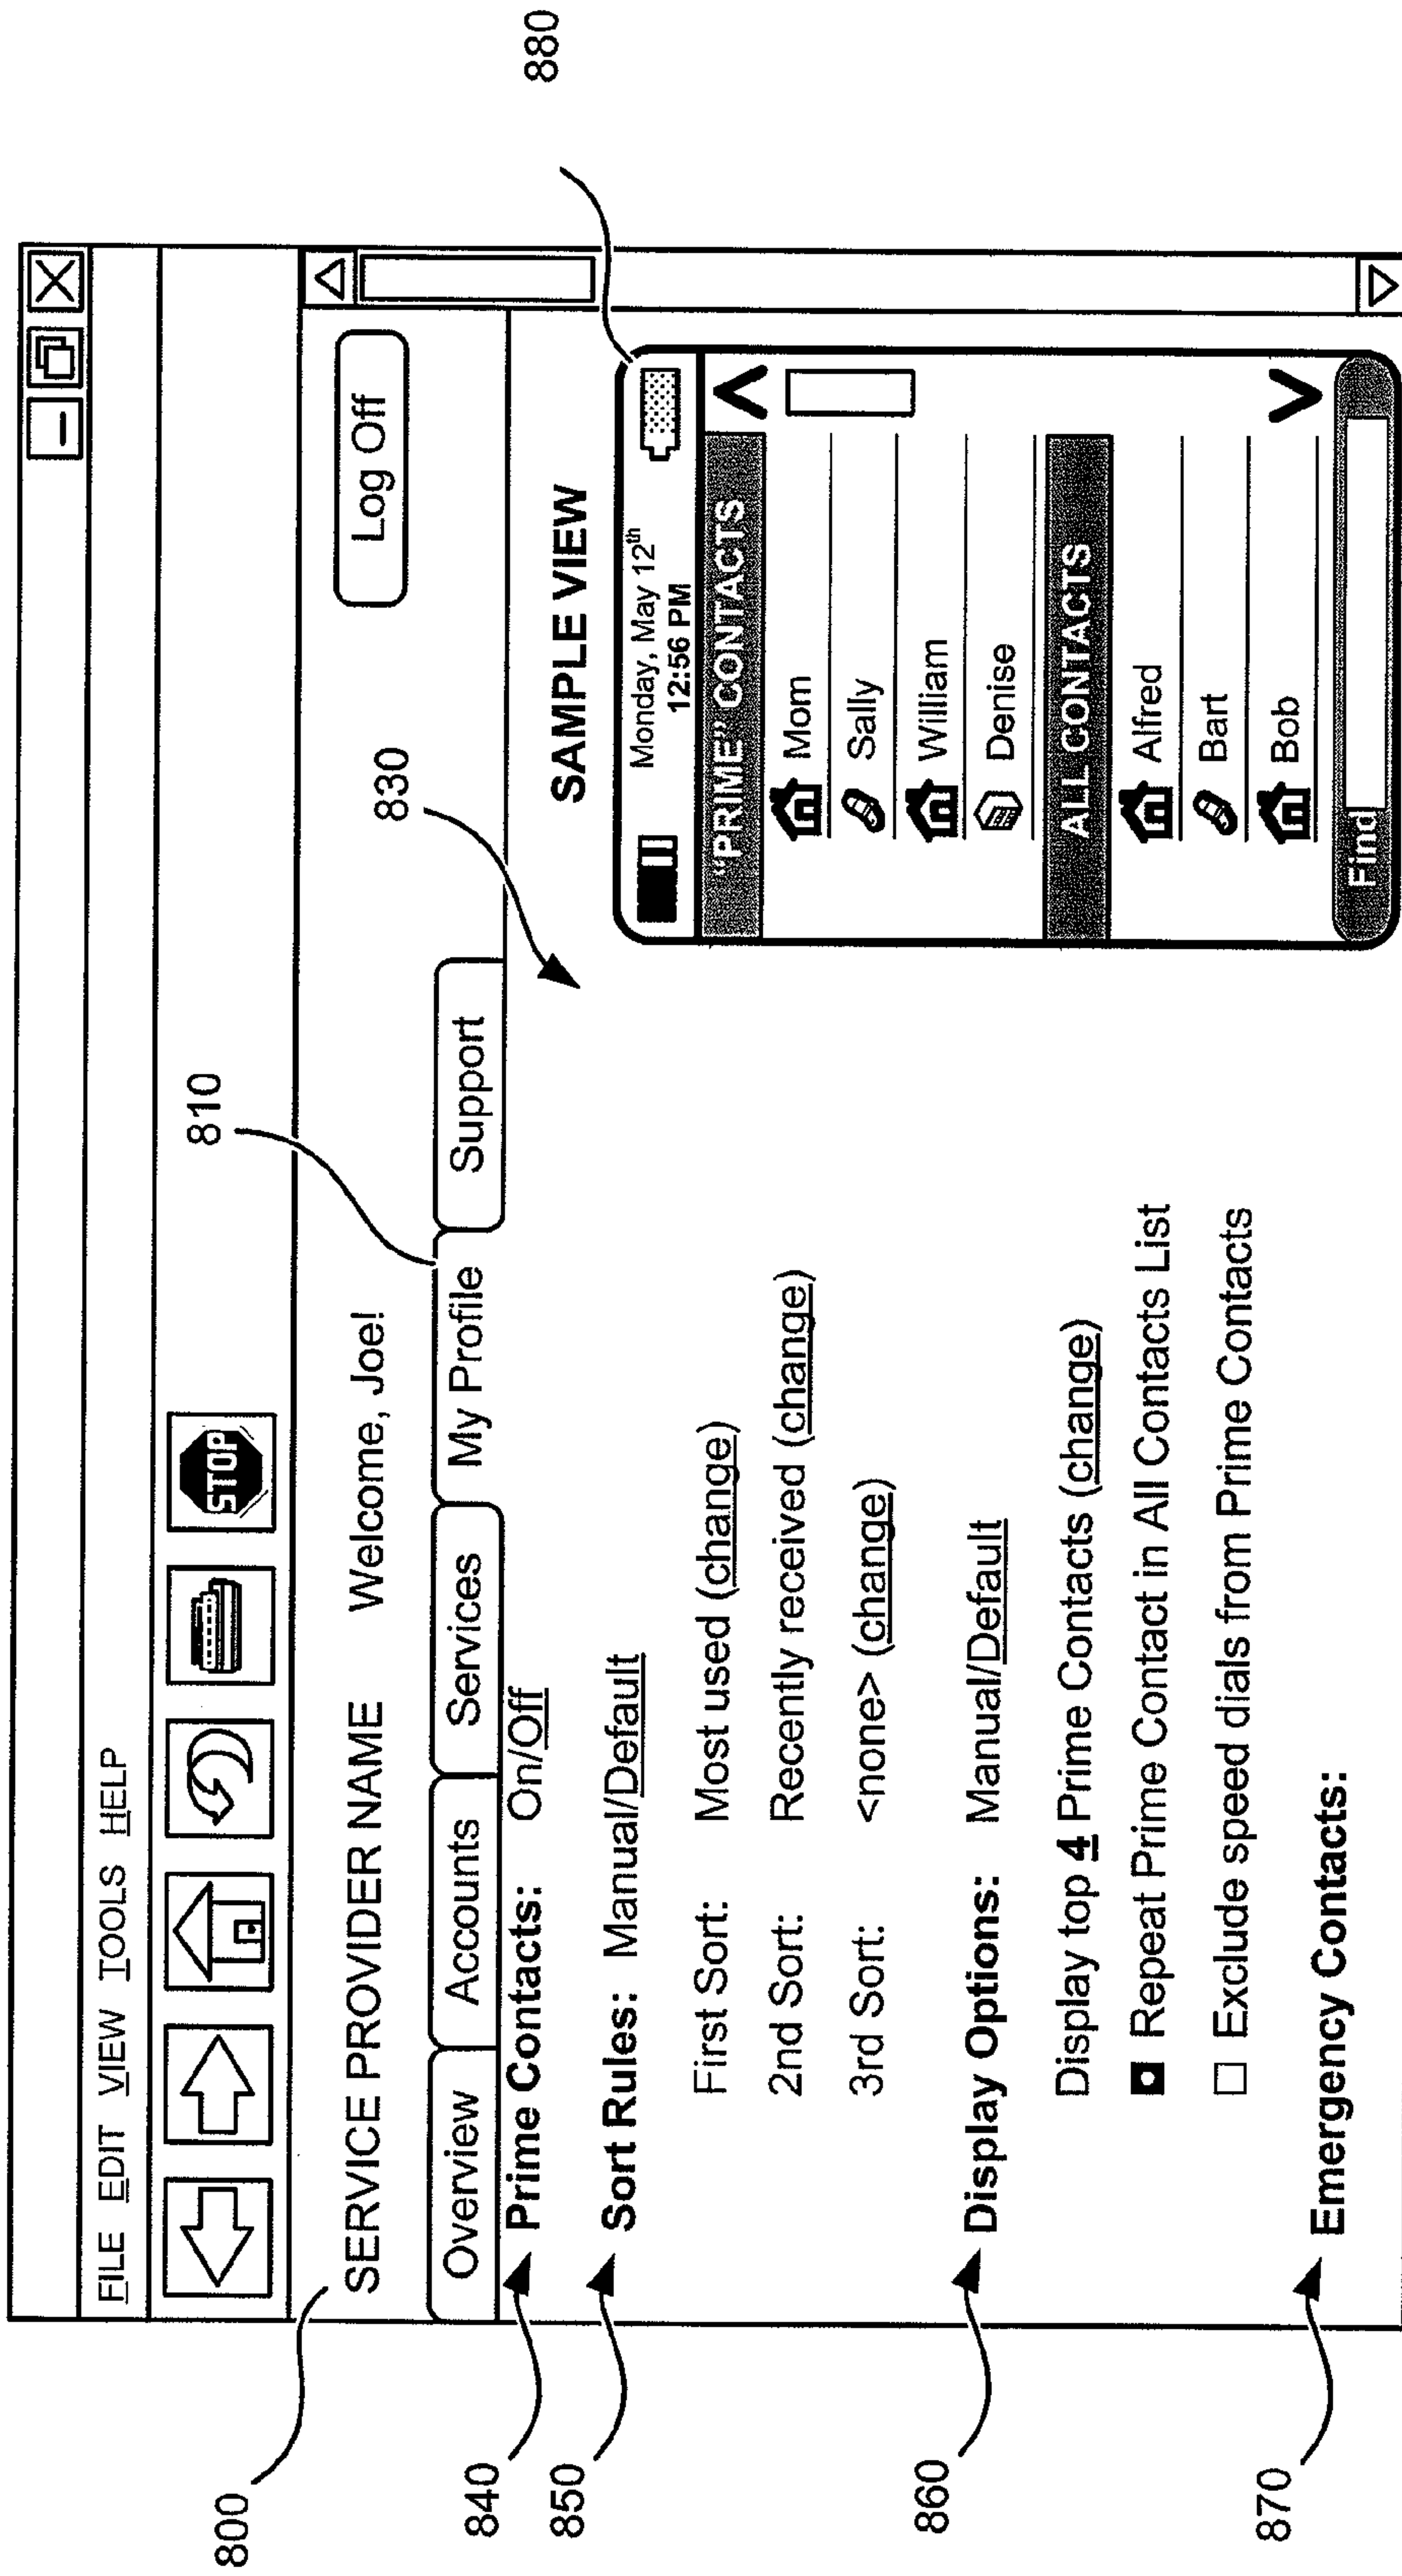 FILE EDIT VIEW TOOLS HELP
STOP
800
810
SERVICE PROVIDER NAME Welcome, Joe!
Log Off
Overview Accounts Services My Profile Support
830
840
Prime Contacts: On/Off
850
Sort Rules: Manual/Default
First Sort: Most used (change)
2nd Sort: Recently received (change)
3rd Sort: <none> (change)
860
Display Options: Manual/Default
Display top 4 Prime Contacts (change)
Repeat Prime Contact in All Contacts List
Exclude speed dials from Prime Contacts
870
Emergency Contacts:
SAMPLE VIEW
880
Monday, May 12th
12:56 PM
"PRIME" CONTACTS
Mom
Sally
William
Denise
ALL CONTACTS
Alfred
Bart
Bob
Find